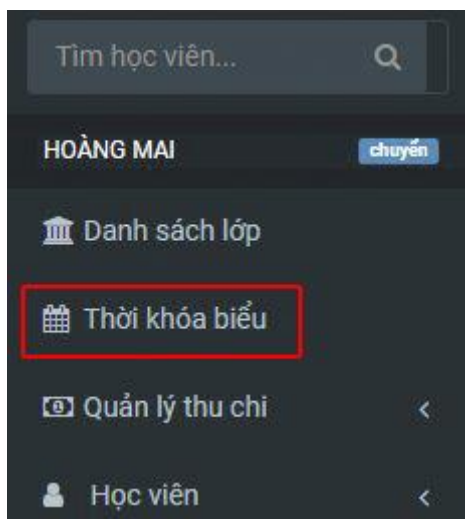 Tìm học viên...
HOÀNG MAI chuyển
Danh sách lớp
Thời khóa biểu
Quản lý thu chi
Học viên